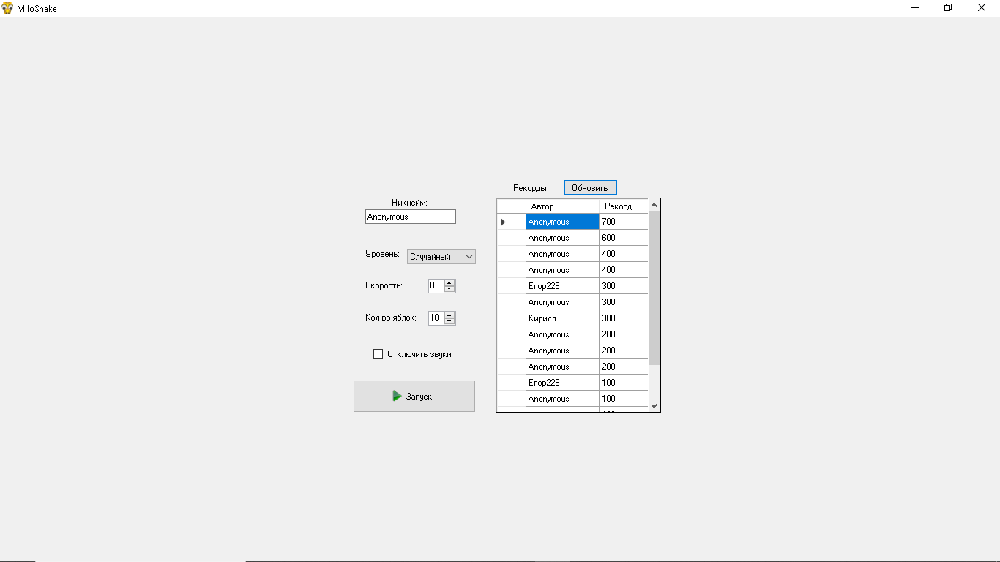 MiloSnake
Рекорды Обновить
Никнейм:
Anonymous
Уровень: Случайный
Скорость: 8
Кол-во яблок: 10
Отключить звуки
Запуск!
Автор Рекорд
Anonymous 700
Anonymous 600
Anonymous 400
Anonymous 400
Егор228 300
Anonymous 300
Кирилл 300
Anonymous 200
Anonymous 200
Anonymous 200
Егор228 100
Anonymous 100